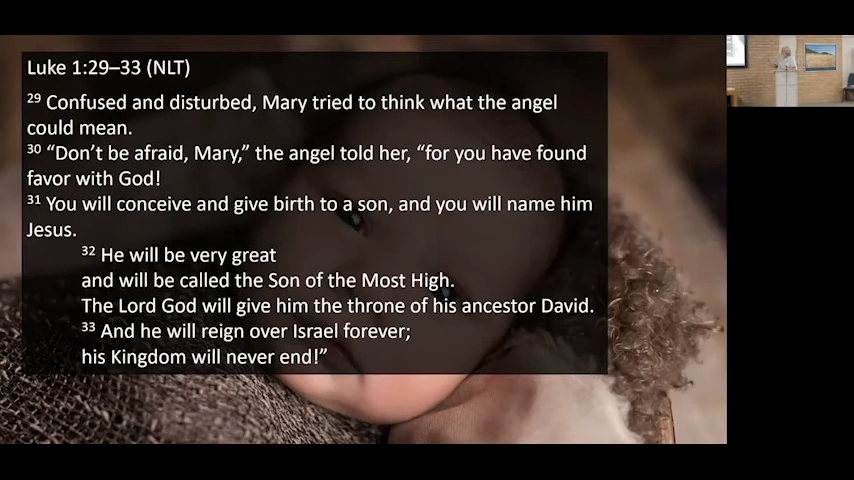 Luke 1:29–33 (NLT)
29 Confused and disturbed, Mary tried to think what the angel
could mean.
30 “Don’t be afraid, Mary,” the angel told her, “for you have found
favor with God!
31 You will conceive and give birth to a son, and you will name him
Jesus.
32 He will be very great
and will be called the Son of the Most High.
The Lord God will give him the throne of his ancestor David.
33 And he will reign over Israel forever;
his Kingdom will never end!”